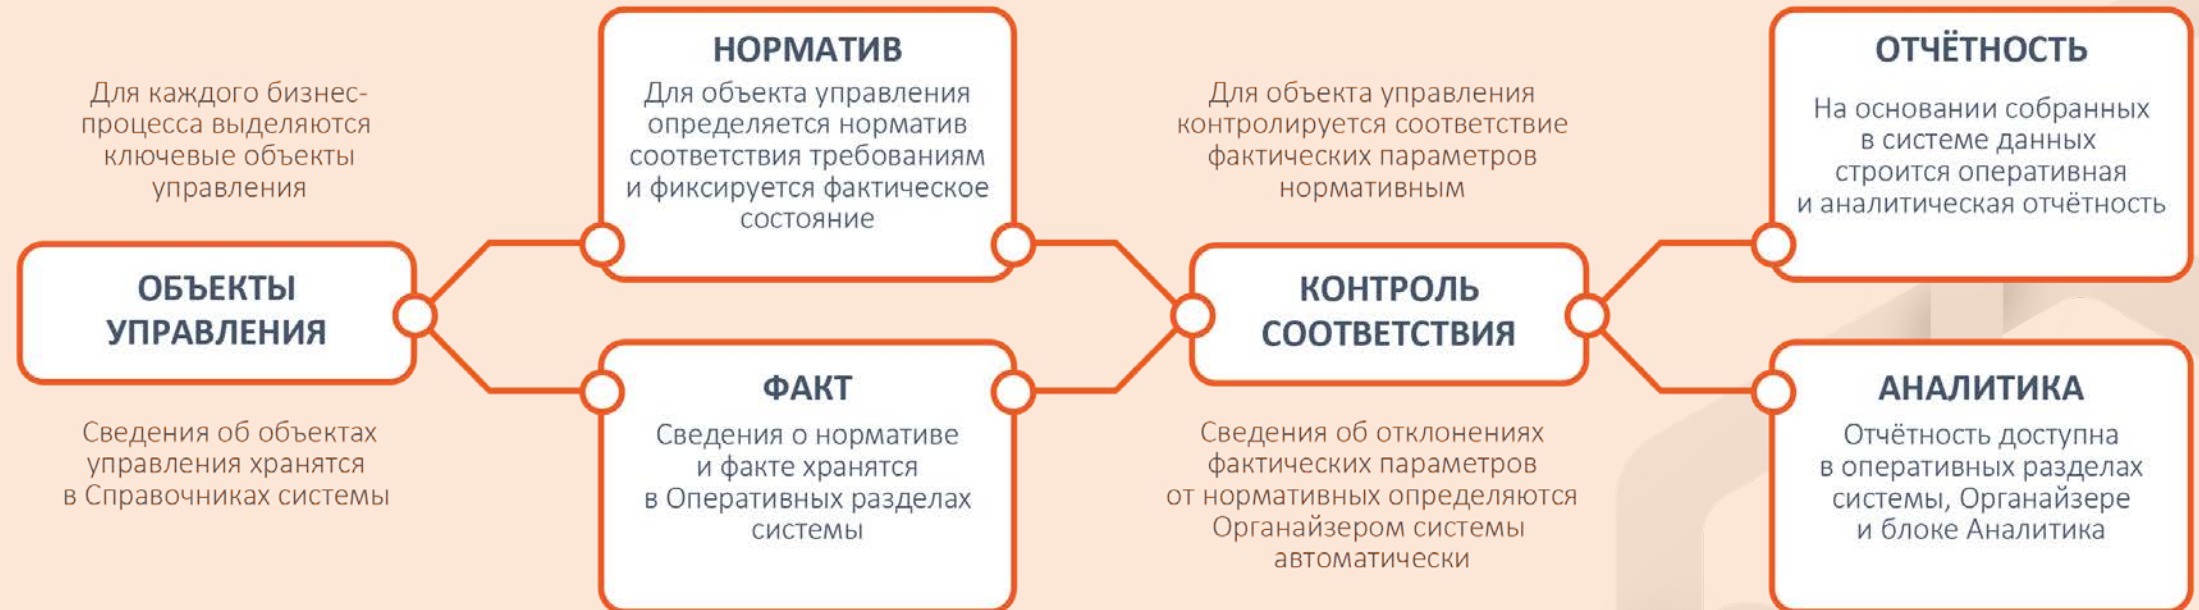 Для каждого бизнес-
процесса выделяются
ключевые объекты
управления
ОБЪЕКТЫ
УПРАВЛЕНИЯ
Сведения об объектах
управления хранятся
в Справочниках системы
НОРМАТИВ
Для объекта управления
определяется норматив
соответствия требованиям
и фиксируется фактическое
состояние
ФАКТ
Сведения о нормативе
и факте хранятся
в Оперативных разделах
системы
Для объекта управления
контролируется соответствие
фактических параметров
нормативным
КОНТРОЛЬ
СООТВЕТСТВИЯ
Сведения об отклонениях
фактических параметров
от нормативных определяются
Органайзером системы
автоматически
ОТЧЁТНОСТЬ
На основании собранных
в системе данных
строится оперативная
и аналитическая отчётность
АНАЛИТИКА
Отчётность доступна
в оперативных разделах
системы, Органайзере
и блоке Аналитика